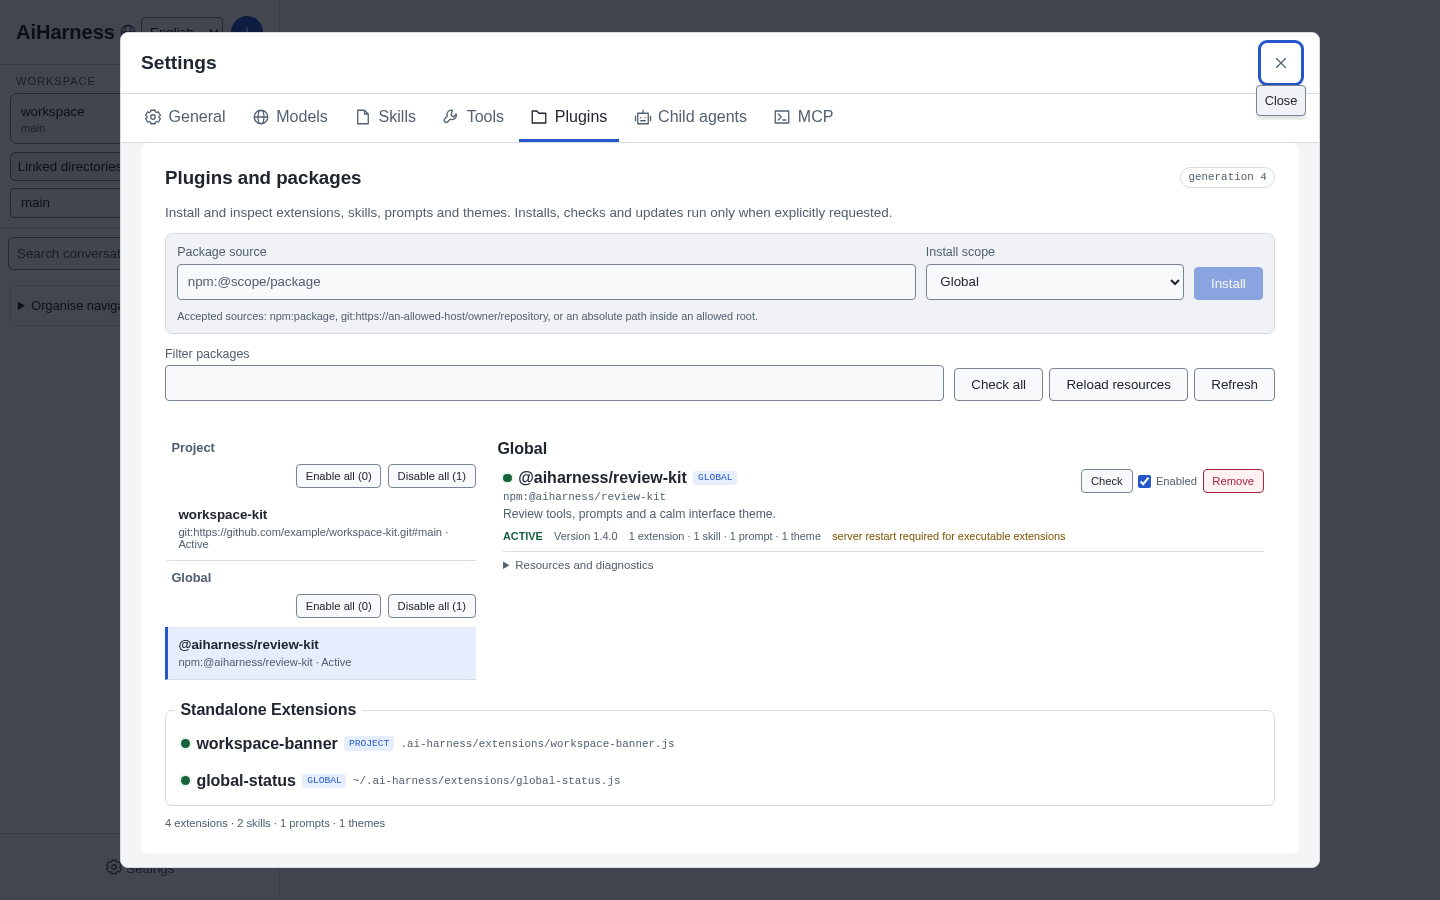 AiHarness
English
WORKSPACE
workspace
main
Linked directories
main
Search conversat
Organise naviga
Settings
Settings
Close
General
Models
Skills
Tools
Plugins
Child agents
MCP
Plugins and packages
generation 4
Install and inspect extensions, skills, prompts and themes. Installs, checks and updates run only when explicitly requested.
Package source
Install scope
npm:@scope/package
Global
Install
Accepted sources: npm:package, git:https://an-allowed-host/owner/repository, or an absolute path inside an allowed root.
Filter packages
Check all
Reload resources
Refresh
Project
Enable all (0)
Disable all (1)
workspace-kit
git:https://github.com/example/workspace-kit.git#main ·
Active
Global
Enable all (0)
Disable all (1)
@aiharness/review-kit
npm:@aiharness/review-kit · Active
Global
@aiharness/review-kit GLOBAL
Check
Enabled
Remove
npm:@aiharness/review-kit
Review tools, prompts and a calm interface theme.
ACTIVE Version 1.4.0 1 extension · 1 skill · 1 prompt · 1 theme server restart required for executable extensions
Resources and diagnostics
Standalone Extensions
workspace-banner PROJECT .ai-harness/extensions/workspace-banner.js
global-status GLOBAL ~/.ai-harness/extensions/global-status.js
4 extensions · 2 skills · 1 prompts · 1 themes